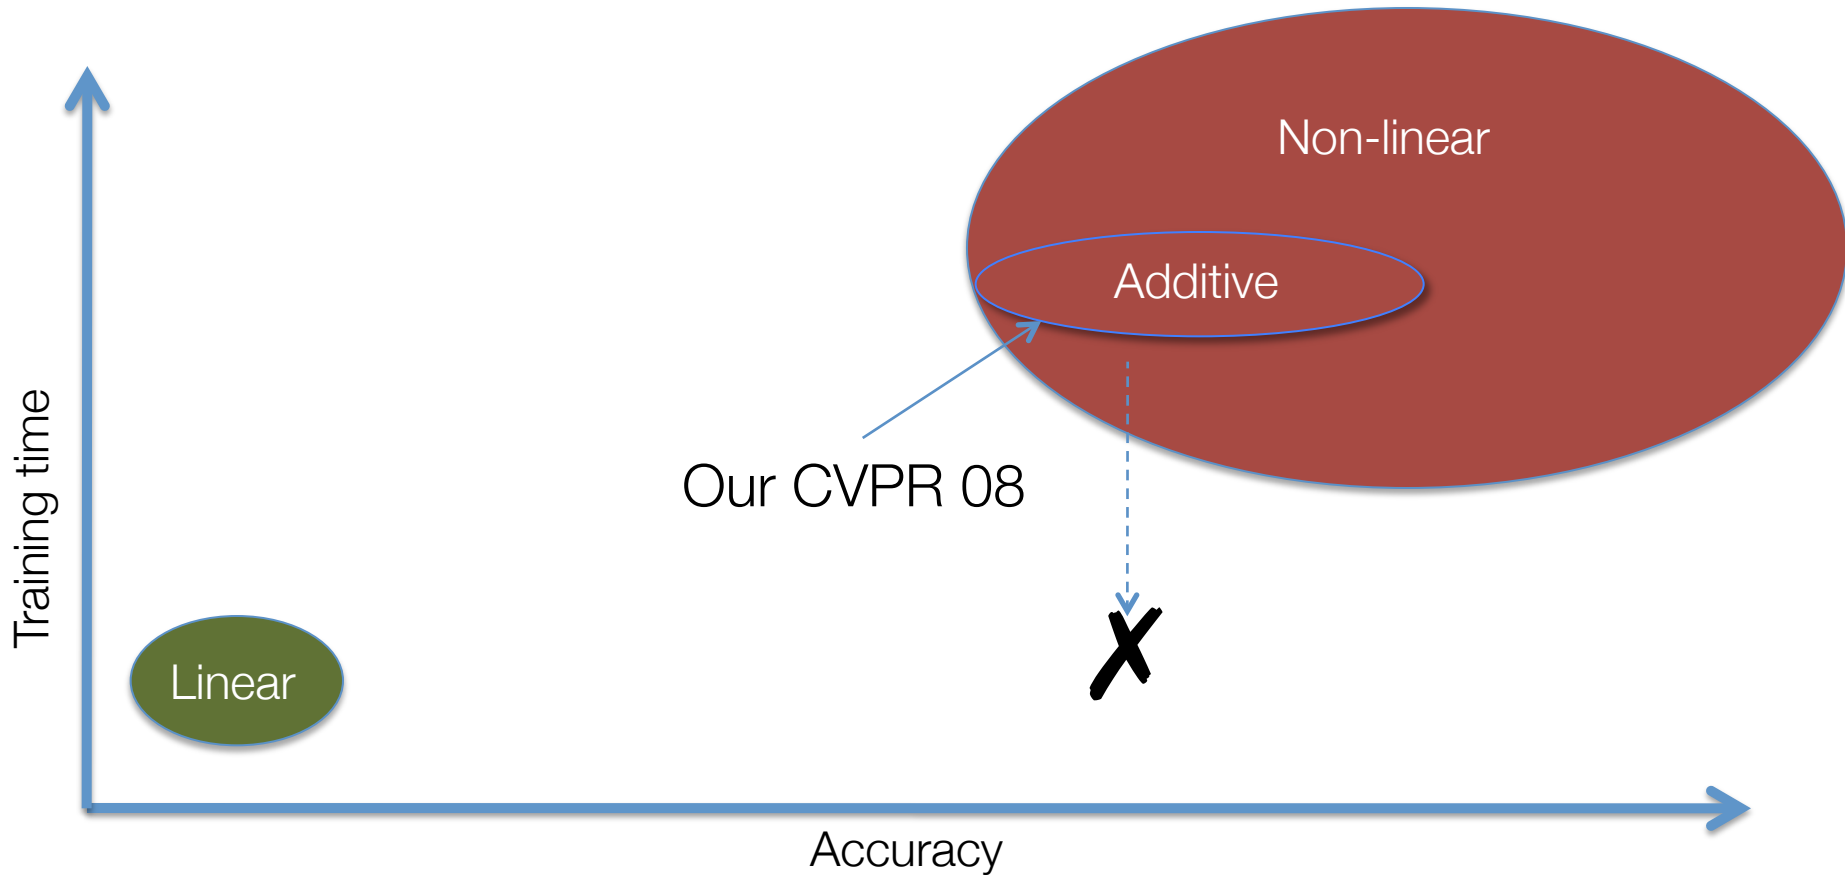 Non-linear
Additive
Our CVPR 08
Training time
Linear
✗
Accuracy